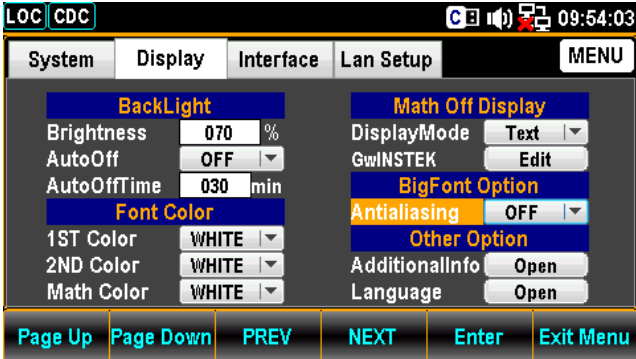 LOC CDC C 09:54:03
System Display Interface Lan Setup MENU
BackLight
Brightness 070 %
AutoOff OFF
AutoOffTime 030 min
Font Color
1ST Color WHITE
2ND Color WHITE
Math Color WHITE
Math Off Display
DisplayMode Text
GWINSTEK Edit
BigFont Option
Antialiasing OFF
Other Option
AdditionalInfo Open
Language Open
Page Up Page Down PREV NEXT Enter Exit Menu